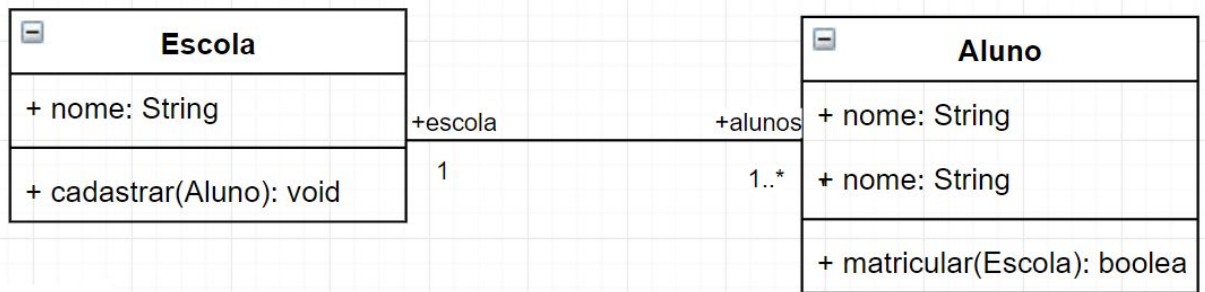 Escola
+ nome: String
+ cadastrar(Aluno): void
+escola
1
+alunos
1..*
Aluno
+ nome: String
+ nome: String
+ matricular(Escola): boolea